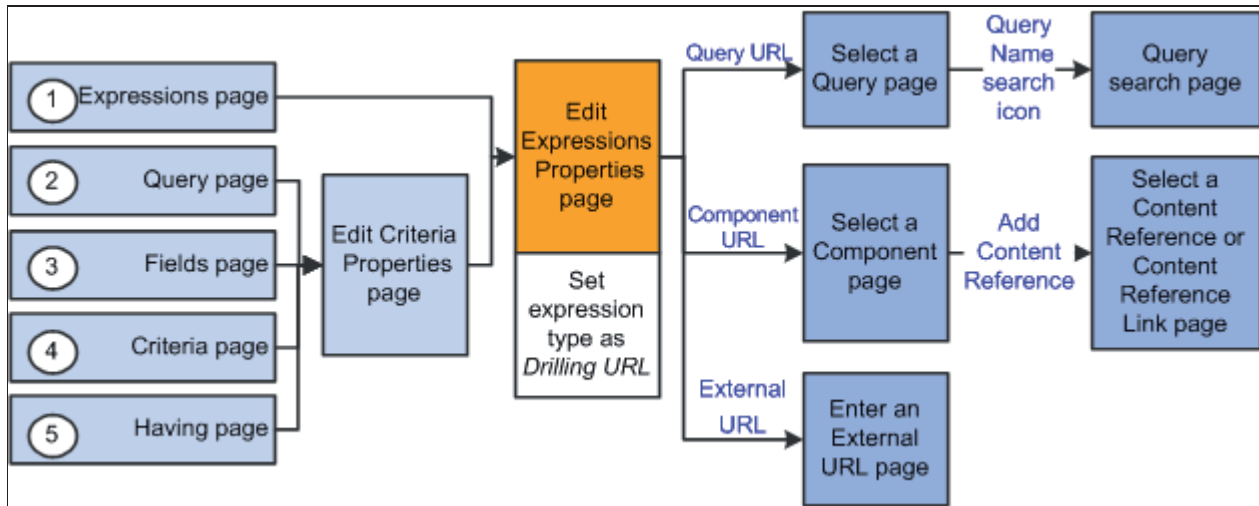 1
Expressions page
2
Query page
3
Fields page
4
Criteria page
5
Having page
Edit Criteria
Properties
page
Edit
Expressions
Properties
page
Set
expression
type as
Drilling URL
Query URL
Select a
Query page
Query
Name
search
icon
Query
search page
Component
URL
Select a
Component
page
Add
Content
Reference
Select a
Content
Reference or
Content
Reference
Link page
External
URL
Enter an
External
URL page